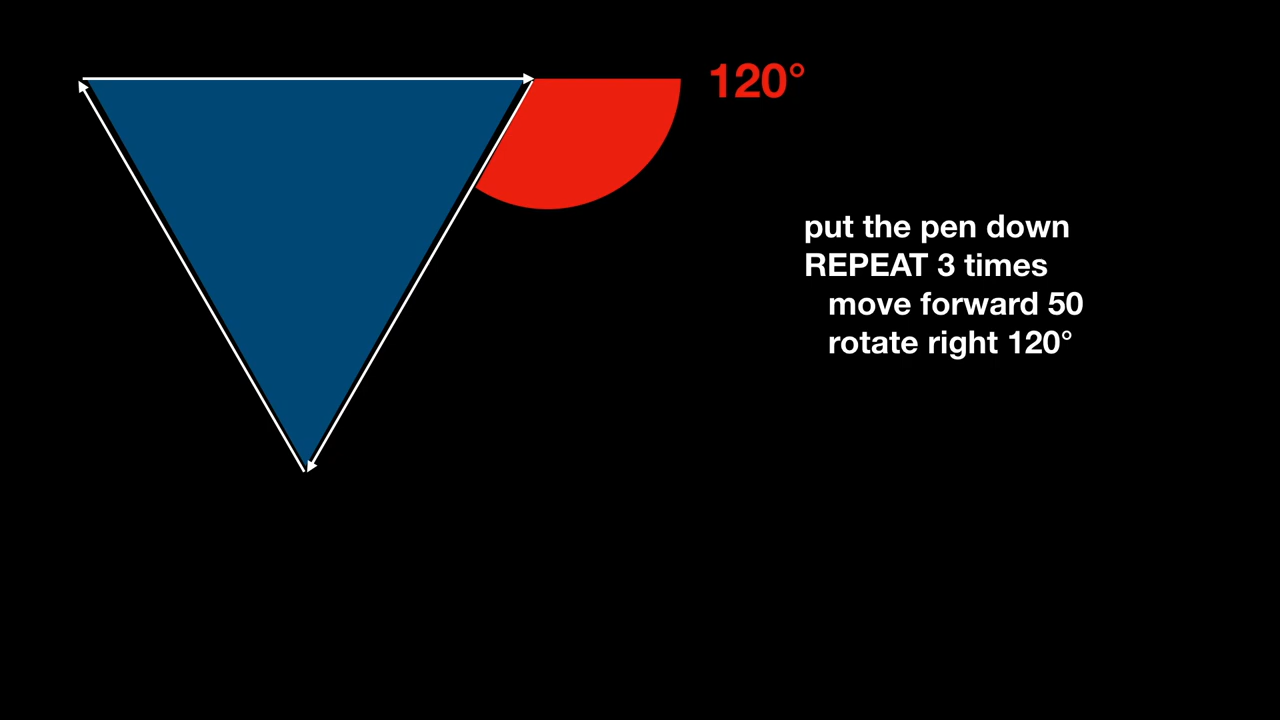 120°
put the pen down
REPEAT 3 times
move forward 50
rotate right 120°